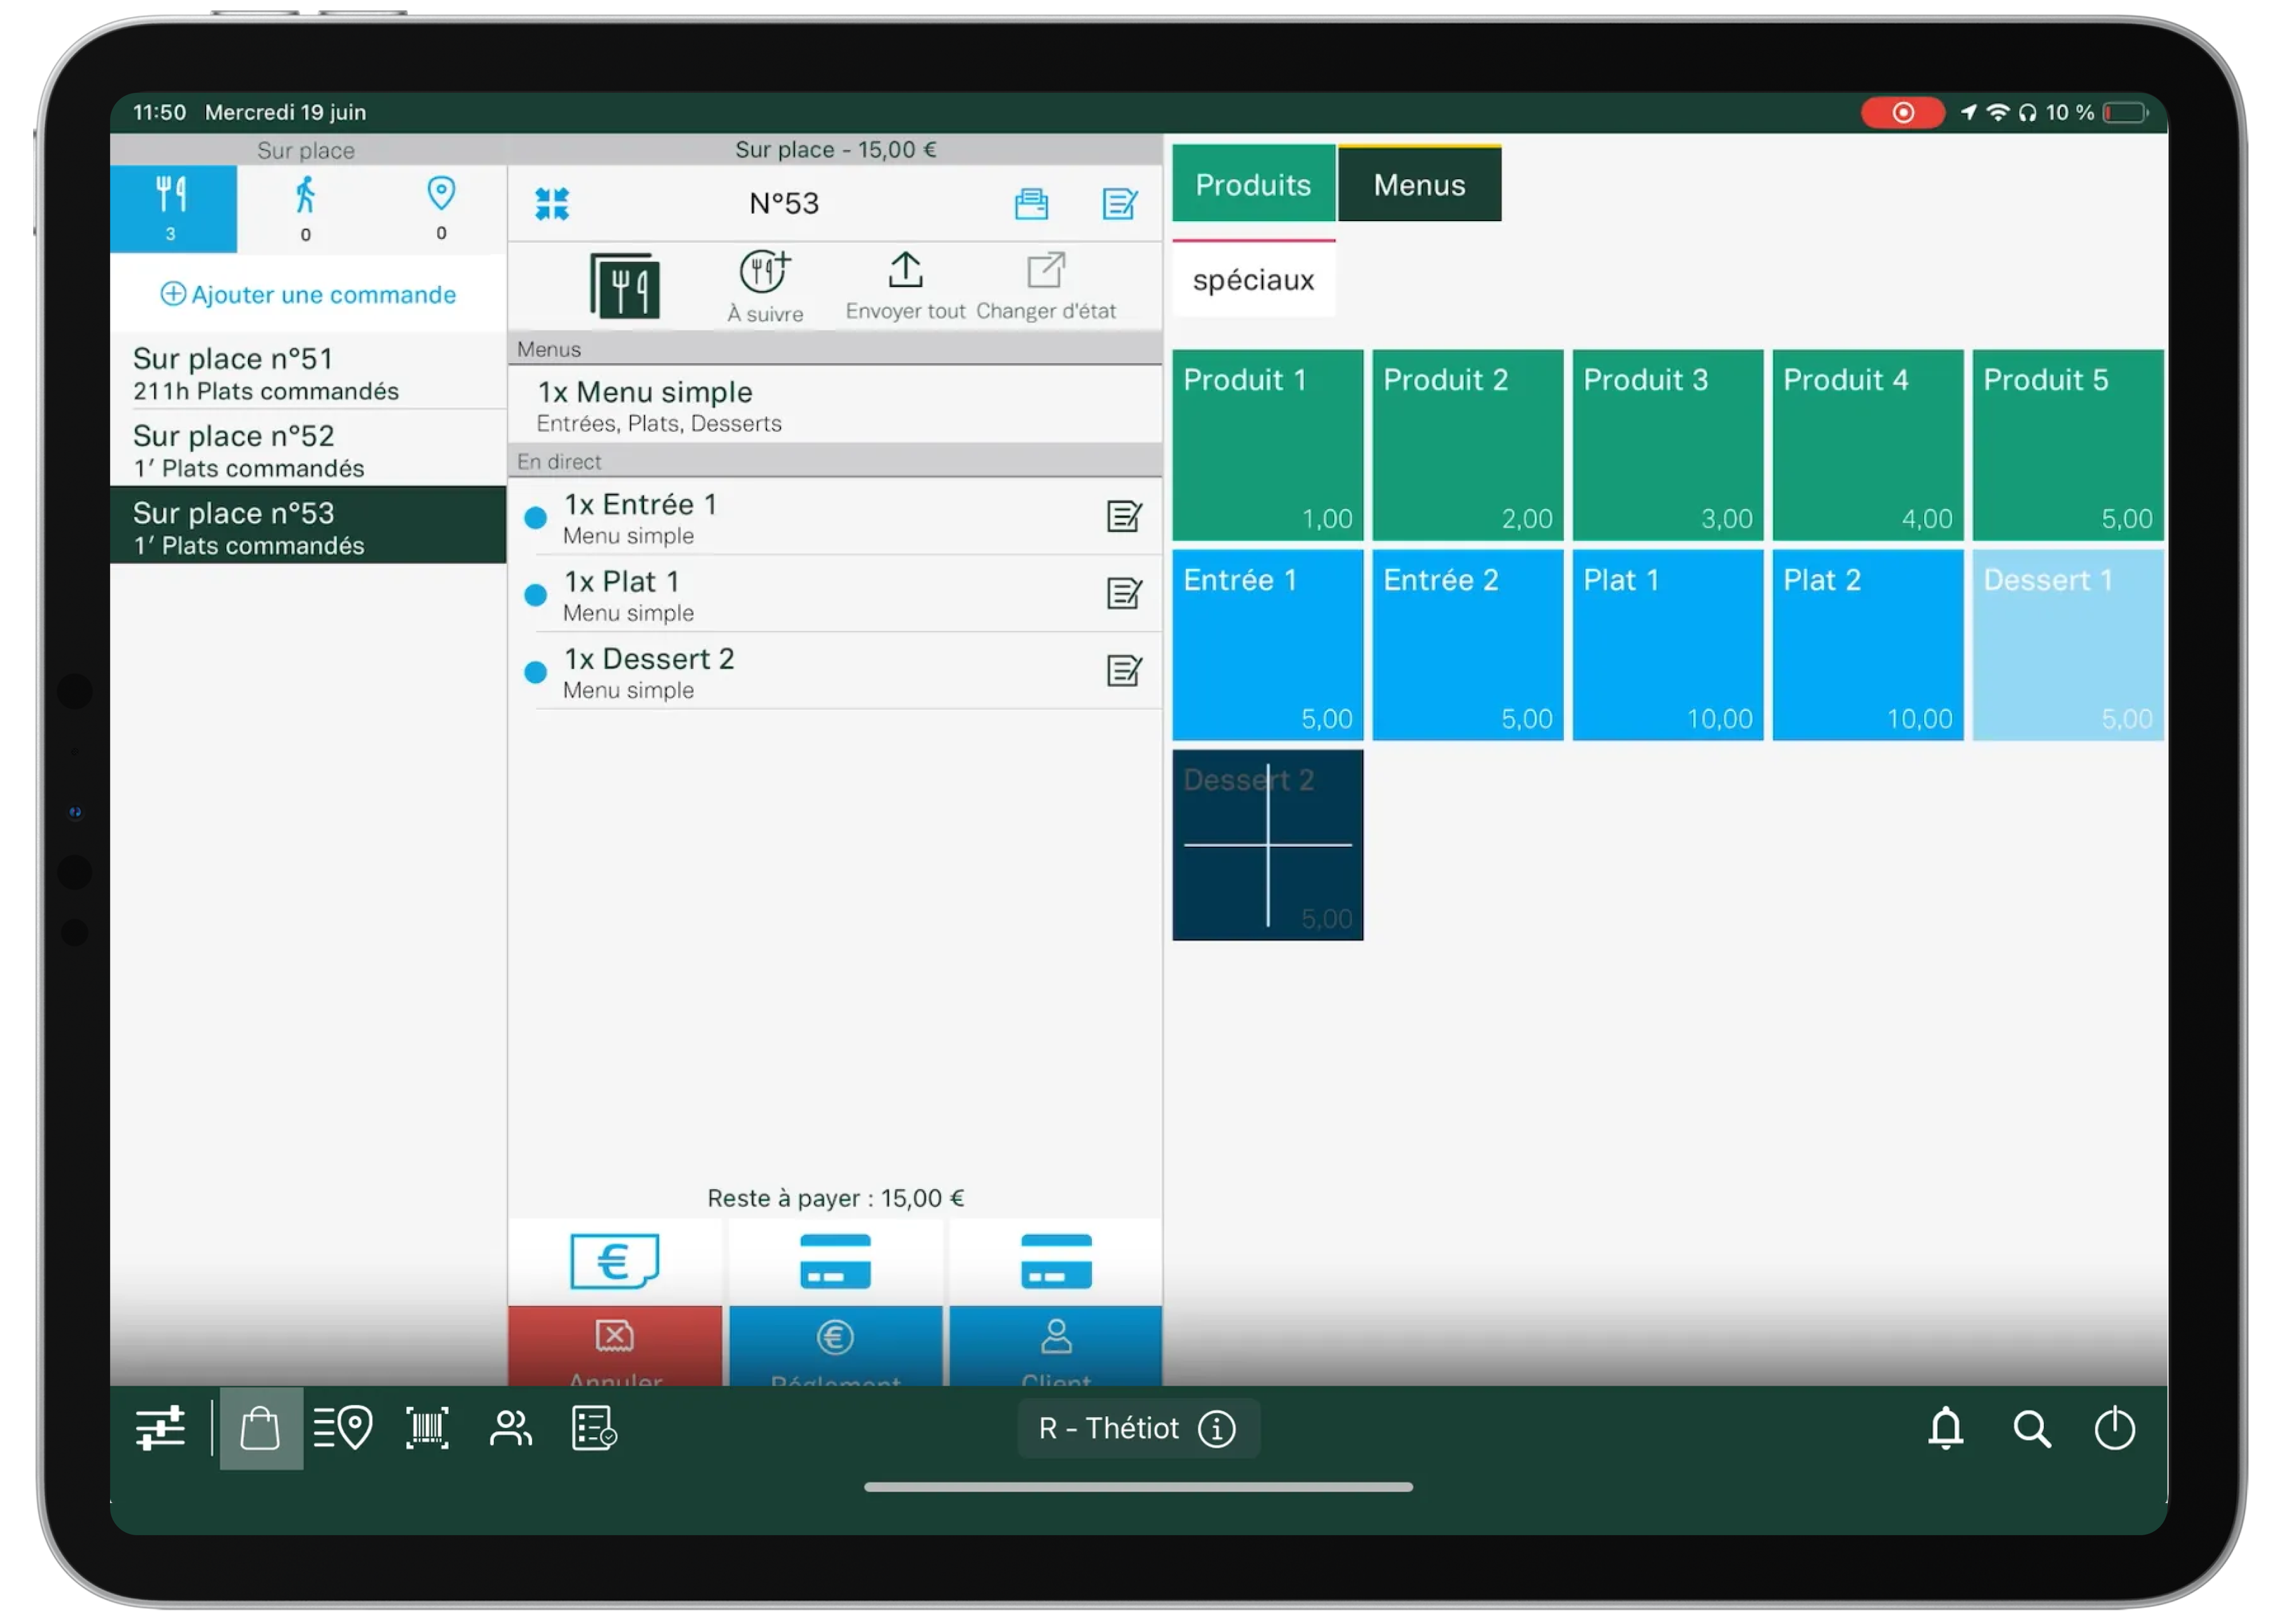 11:50 Mercredi 19 juin
10 %
Sur place
3
0
0
Ajouter une commande
Sur place n°51
211h Plats commandés
Sur place n°52
1′ Plats commandés
Sur place n°53
1′ Plats commandés
Sur place - 15,00 €
N°53
À suivre
Envoyer tout
Changer d'état
Menus
1x Menu simple
Entrées, Plats, Desserts
En direct
1x Entrée 1
Menu simple
1x Plat 1
Menu simple
1x Dessert 2
Menu simple
Reste à payer : 15,00 €
Annuler
Réglement
Client
Produits
Menus
spéciaux
Produit 1
1,00
Produit 2
2,00
Produit 3
3,00
Produit 4
4,00
Produit 5
5,00
Entrée 1
5,00
Entrée 2
5,00
Plat 1
10,00
Plat 2
10,00
Dessert 1
5,00
Dessert 2
5,00
R - Thétiot